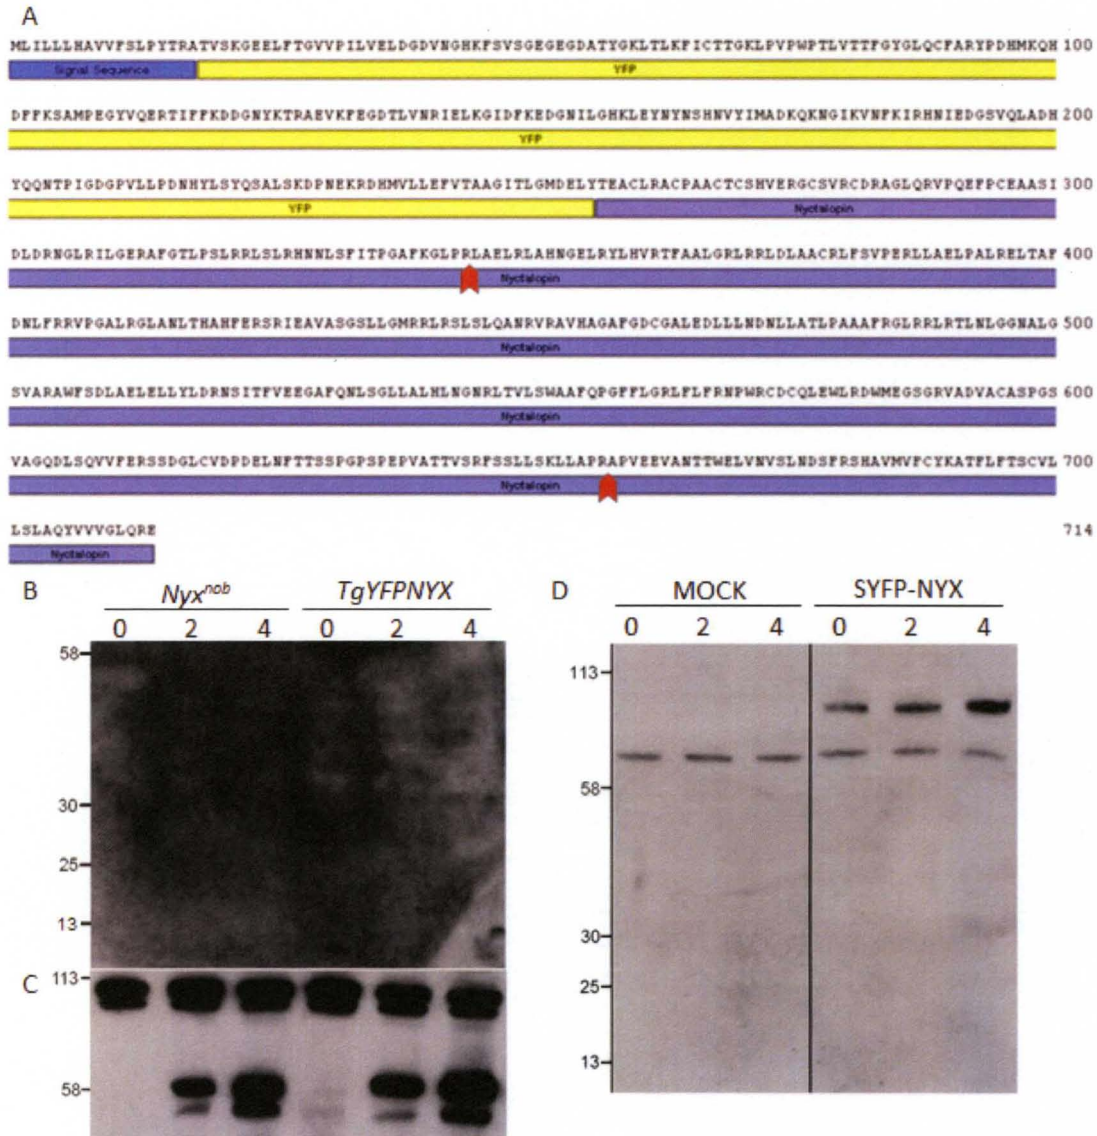 A
MLILLLHAVVFSLPYTRATVSKGEELFTGVVPILVELDGDVNGHKFSVSGEGEGDATYGKLTLKFICTTGKLPVPWPTLVTTFGYGLQCFARYPDHMKQH 100
Signal Sequence YFP
DFFKSAMPEGYVQERTIFFKDDGNYKTRAEVKFEGDTLVNRIELKGIDFKEDGNILGHKLEYNYNSHNVYIMADKQKNGIKVNFKIRHNIEDGSVQLADH 200
YFP
YQQNTPIGDGPVLLPDNHYLSYQSALSKDPNEKRDHMVLLEFVTAAGITLGMDELYTEACLRACPAACTCSHVERGCSVRCDRAGLQRVPQEFPCEAASI 300
YFP Nyctalopin
DLDRNGLRILGERAFGTLPSLRRLSLRHNNLSFITPGAFKGLPRLAELRLAHNGELRYLHVRTFAALGRLRRLDLAACRLFSVPERLLAELPALRELTAF 400
Nyctalopin
DNLFRRVPGALRGLANLTHAHFERSRIEAVASGSLLGMRRLRSLSLQANRVRAVHAGAFGDCGALEDLLLNDNLLATLPAAAFRGLRRLRTLNLGGNALG 500
Nyctalopin
SVARAWFSDLAELELLYLDRNSITFVEEGAFQNLSGLLALHLNGNRLTVLSWAAFQPGFFLGRLFLFRNPWRCDCQLEWLRDWMEGSGRVADVACASPGS 600
Nyctalopin
VAGQDLSQVVFERSSDGLCVDPDELNFTTSSPGPSPEPVATTVSRFSSLLSKLLAPRAPVEEVANTTWELVNVSLNDSFRSHAVMVFCYKATFLFTSCVL 700
Nyctalopin
LSLAQYVVVGLQRE 714
Nyctalopin
B
Nyxnob TgYFPNYX
0 2 4 0 2 4
58
30
25
13
C
113
58
D
MOCK SYFP-NYX
0 2 4 0 2 4
113
58
30
25
13